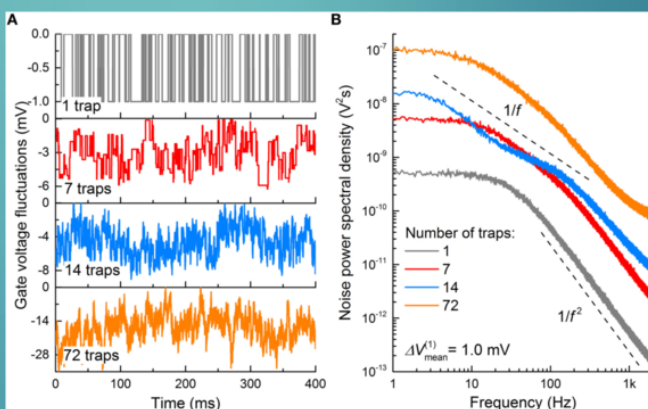 A
Gate voltage fluctuations (mV)
0.0
-0.5
-1.0
1 trap
0
-3
-6
7 traps
0
-4
-8
14 traps
0
-14
-28
72 traps
0 100 200 300 400
Time (ms)
B
Noise power spectral density (V²s)
10⁻⁷
10⁻⁸
10⁻⁹
10⁻¹⁰
10⁻¹¹
10⁻¹²
10⁻¹³
1/f
Number of traps:
1
7
14
72
1/f²
ΔV⁽¹⁾mean = 1.0 mV
1 10 100 1k
Frequency (Hz)